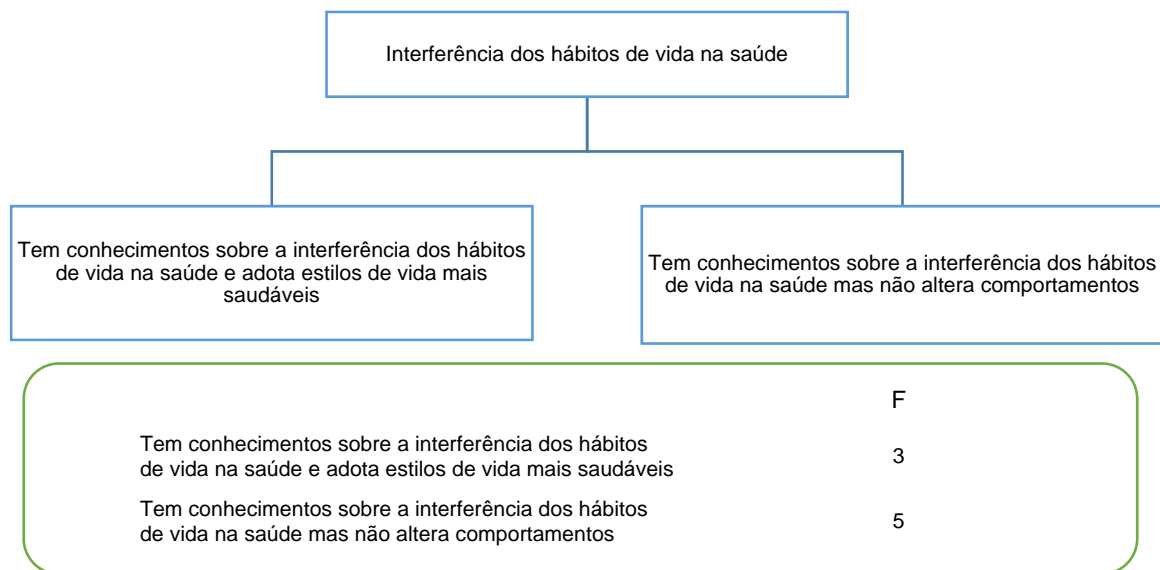 Interferência dos hábitos de vida na saúde
Tem conhecimentos sobre a interferência dos hábitos
de vida na saúde e adota estilos de vida mais
saudáveis
Tem conhecimentos sobre a interferência dos hábitos
de vida na saúde mas não altera comportamentos
F
Tem conhecimentos sobre a interferência dos hábitos
de vida na saúde e adota estilos de vida mais saudáveis
3
Tem conhecimentos sobre a interferência dos hábitos
de vida na saúde mas não altera comportamentos
5